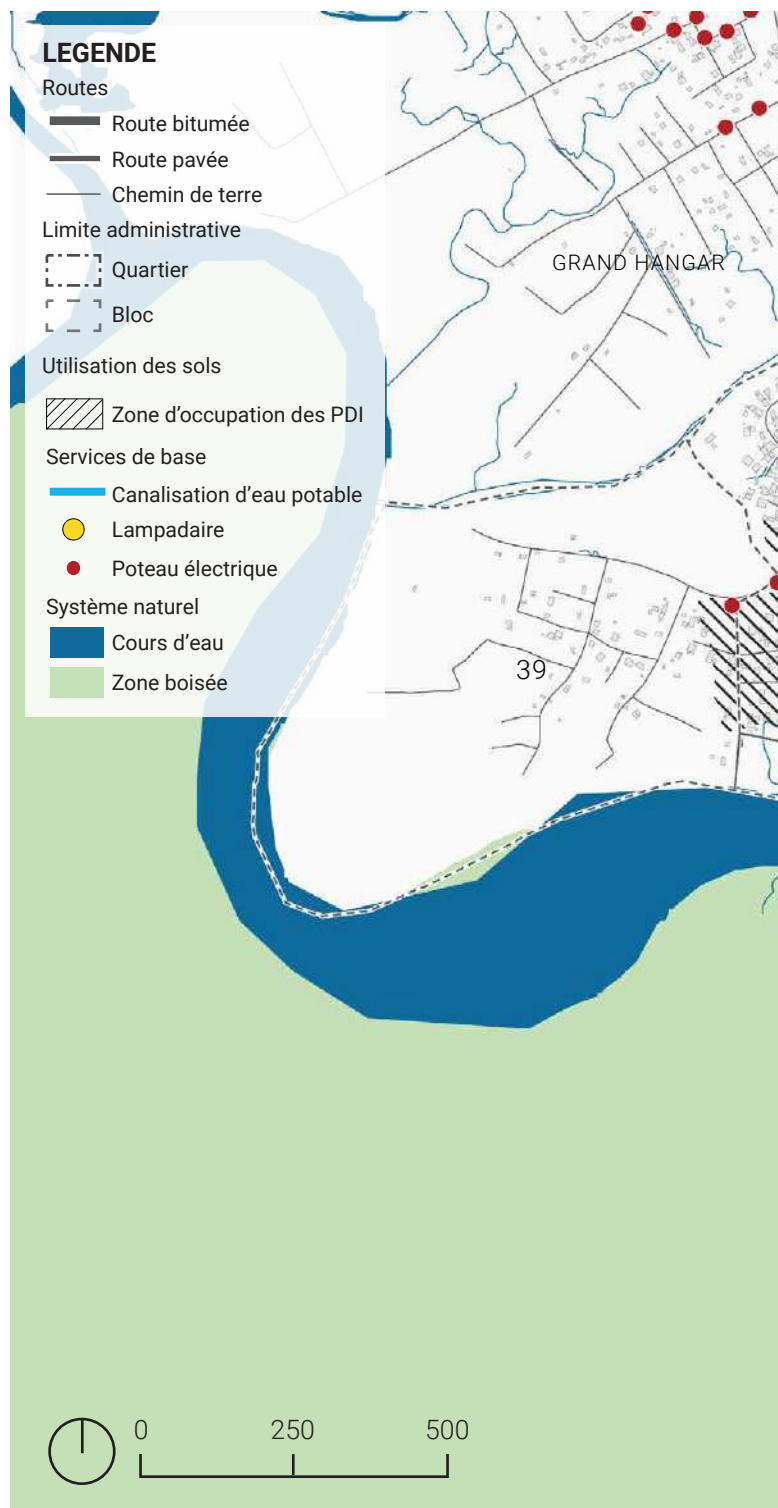 LEGENDE
Routes
Route bitumée
Route pavée
Chemin de terre
Limite administrative
Quartier
Bloc
Utilisation des sols
Zone d'occupation des PDI
Services de base
Canalisation d'eau potable
Lampadaire
Poteau électrique
Système naturel
Cours d'eau
Zone boisée
GRAND HANGAR
39
0 250 500